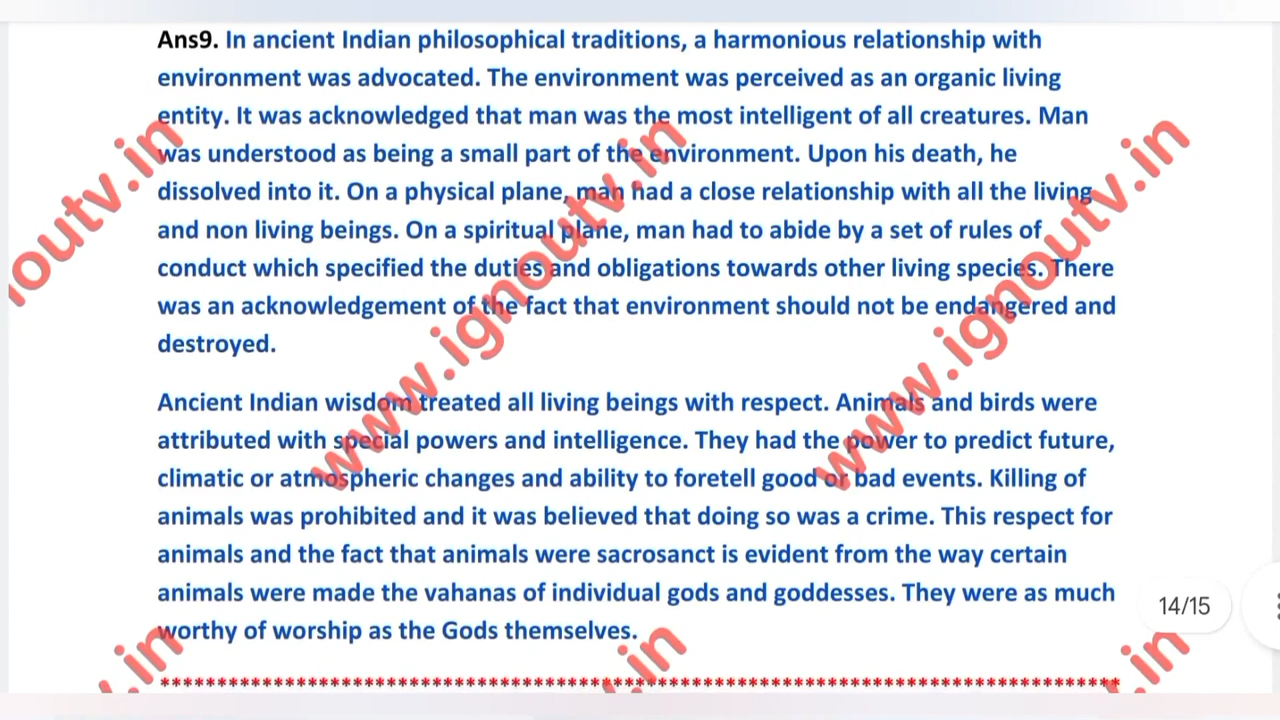 Ans9. In ancient Indian philosophical traditions, a harmonious relationship with
environment was advocated. The environment was perceived as an organic living
entity. It was acknowledged that man was the most intelligent of all creatures. Man
was understood as being a small part of the environment. Upon his death, he
dissolved into it. On a physical plane, man had a close relationship with all the living
and non living beings. On a spiritual plane, man had to abide by a set of rules of
conduct which specified the duties and obligations towards other living species. There
was an acknowledgement of the fact that environment should not be endangered and
destroyed.
Ancient Indian wisdom treated all living beings with respect. Animals and birds were
attributed with special powers and intelligence. They had the power to predict future,
climatic or atmospheric changes and ability to foretell good or bad events. Killing of
animals was prohibited and it was believed that doing so was a crime. This respect for
animals and the fact that animals were sacrosanct is evident from the way certain
animals were made the vahanas of individual gods and goddesses. They were as much
worthy of worship as the Gods themselves.
************************************************************************************
14/15
outv.in
www.ignoutv.in
www.ignoutv.in
v.in
v.in
v.in